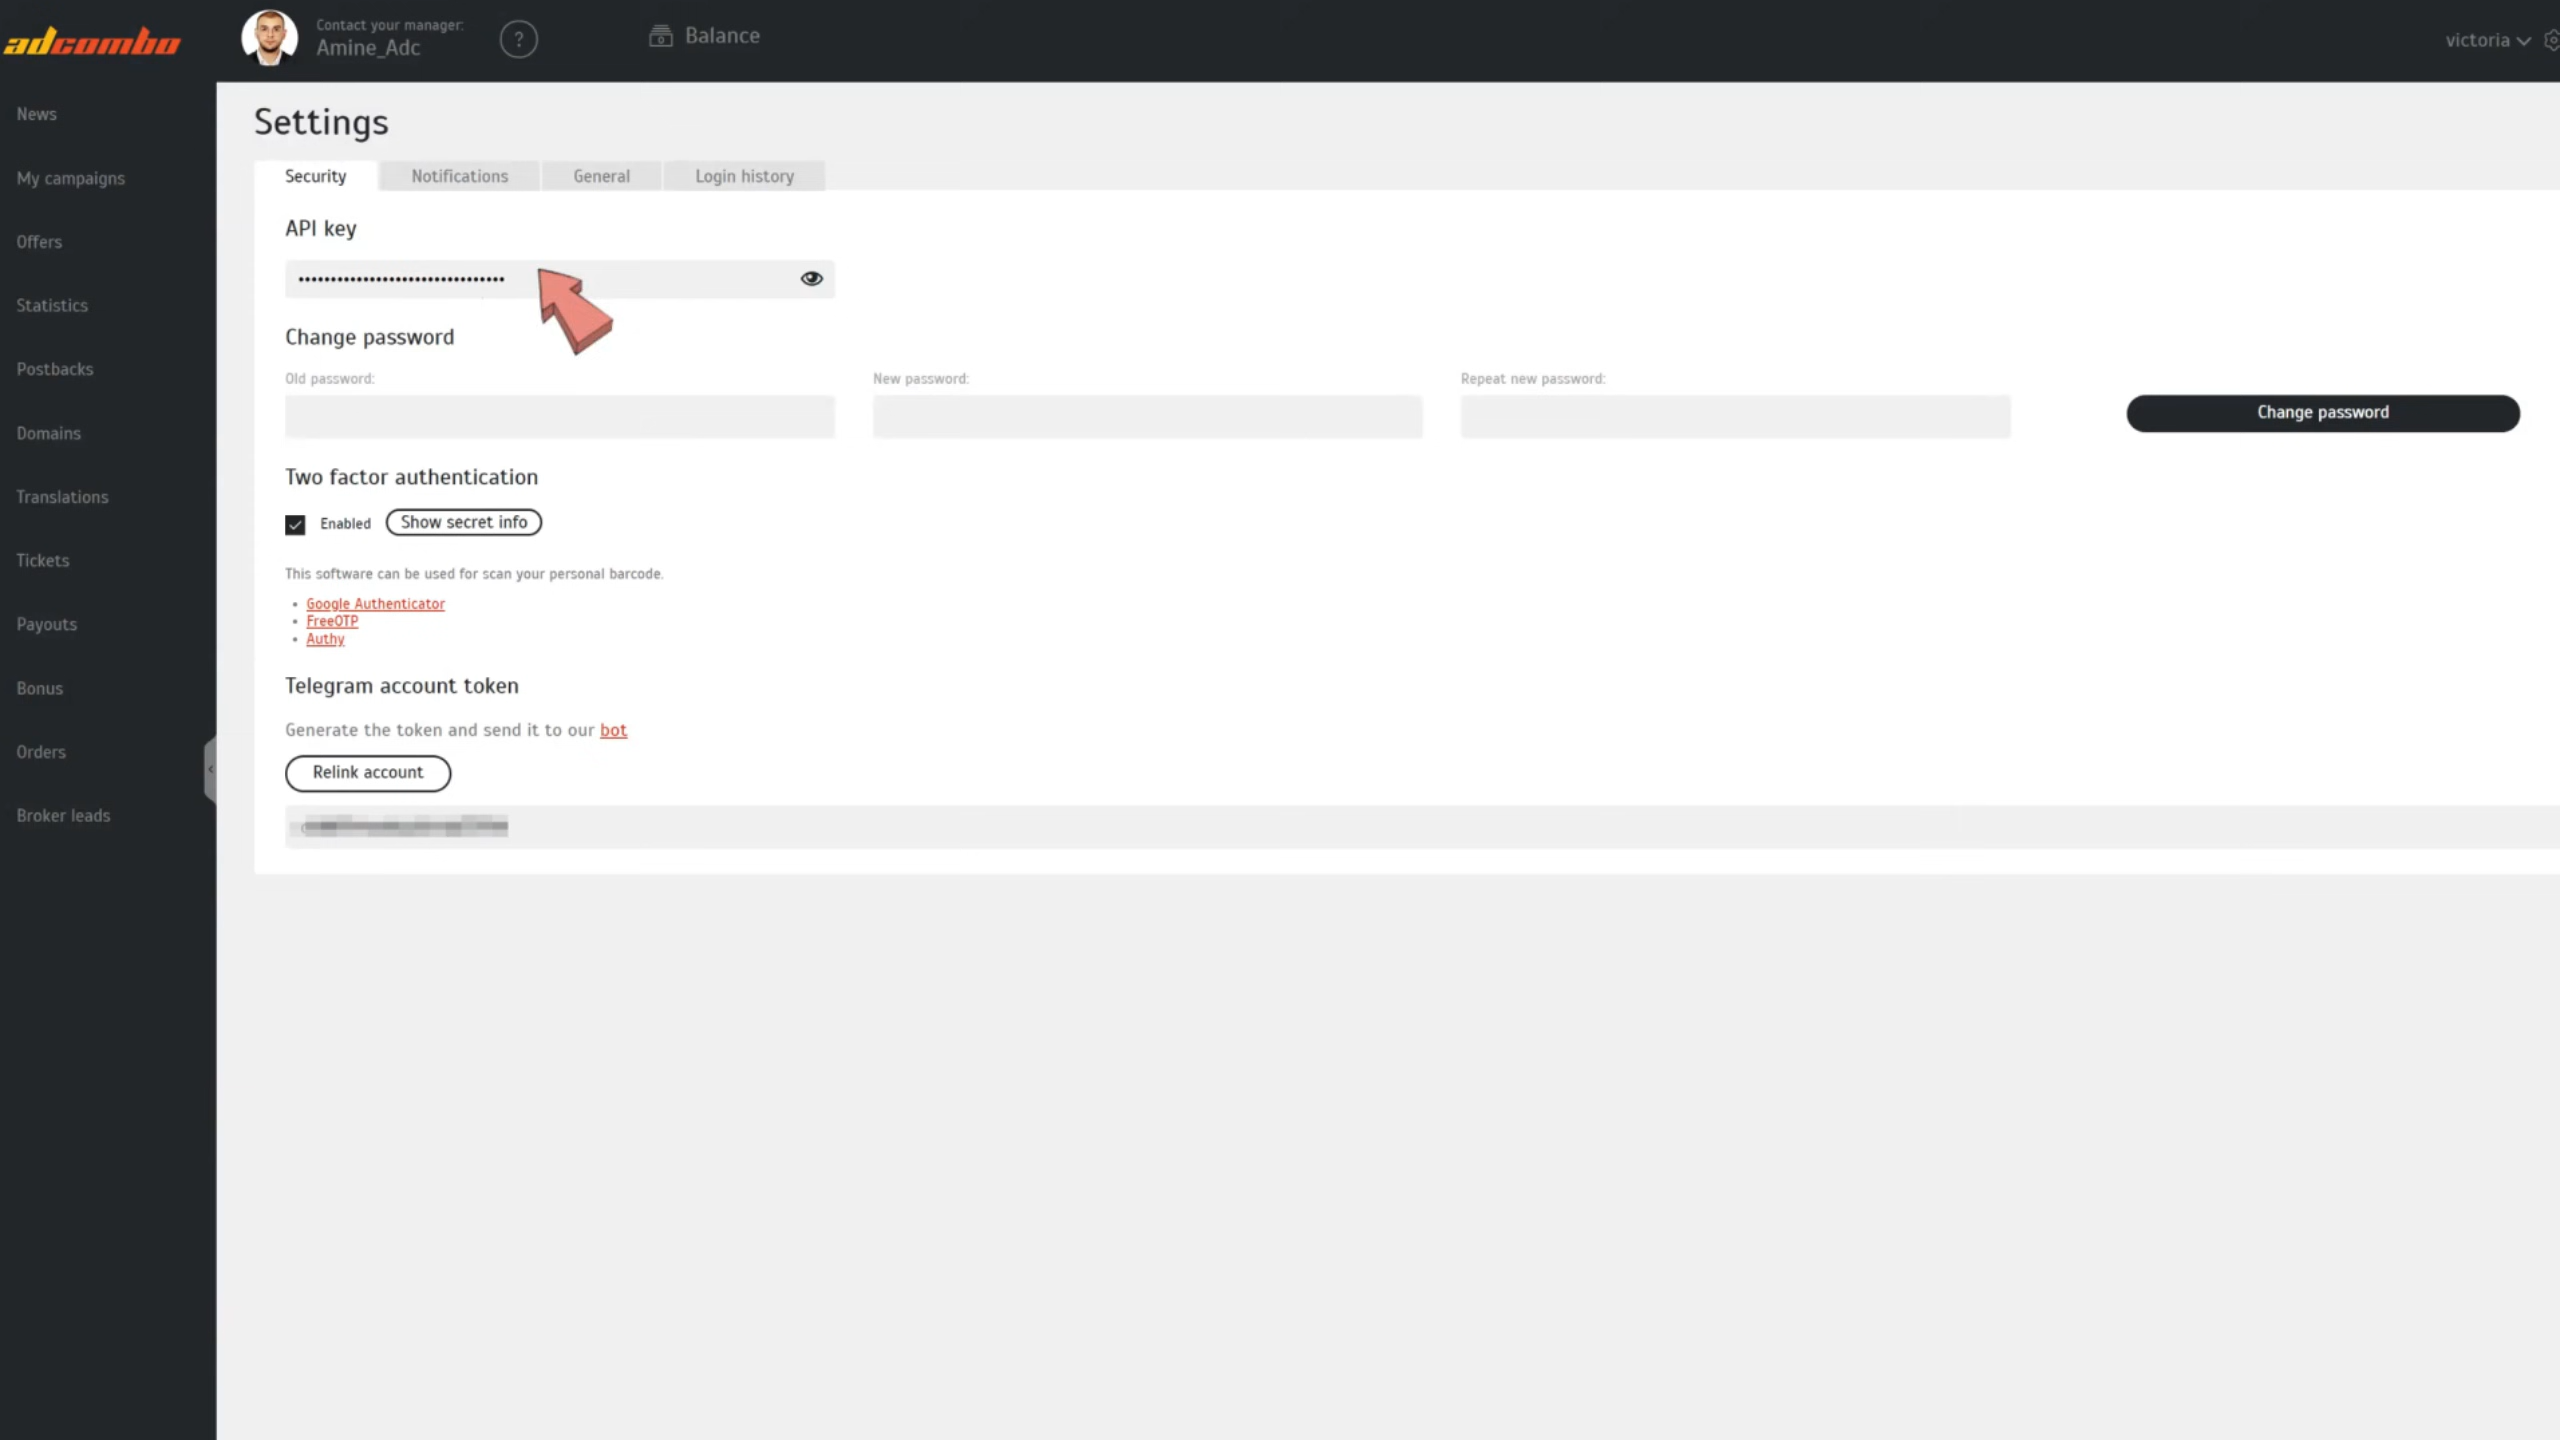 adcombo
Contact your manager:
Amine_Adc
?
Balance
victoria
News
My campaigns
Offers
Statistics
Postbacks
Domains
Translations
Tickets
Payouts
Bonus
Orders
Broker leads
Settings
Security
Notifications
General
Login history
API key
Change password
Old password:
New password:
Repeat new password:
Change password
Two factor authentication
Enabled
Show secret info
This software can be used for scan your personal barcode.
• Google Authenticator
• FreeOTP
• Authy
Telegram account token
Generate the token and send it to our bot
Relink account